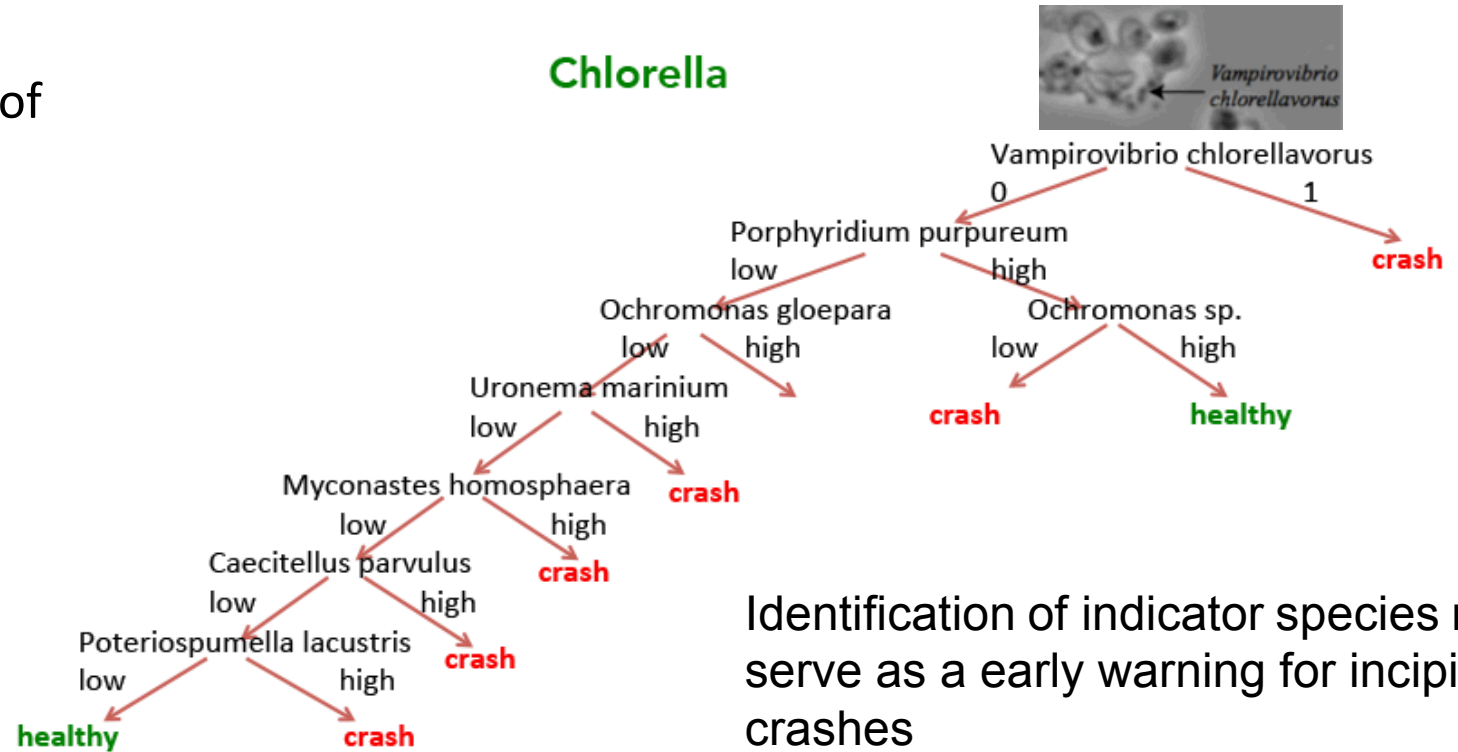 of
Chlorella
Vampirovibrio
chlorellavorus
Vampirovibrio chlorellavorus
0 1
Porphyridium purpureum
crash
low high
Ochromonas gloepara Ochromonas sp.
low high low high
Uronema marinium
crash healthy
low high
Myconastes homosphaera crash
low high
Caecitellus parvulus crash
low high
Identification of indicator species
Poteriospumella lacustris crash
serve as a early warning for
low high
crashes
healthy crash